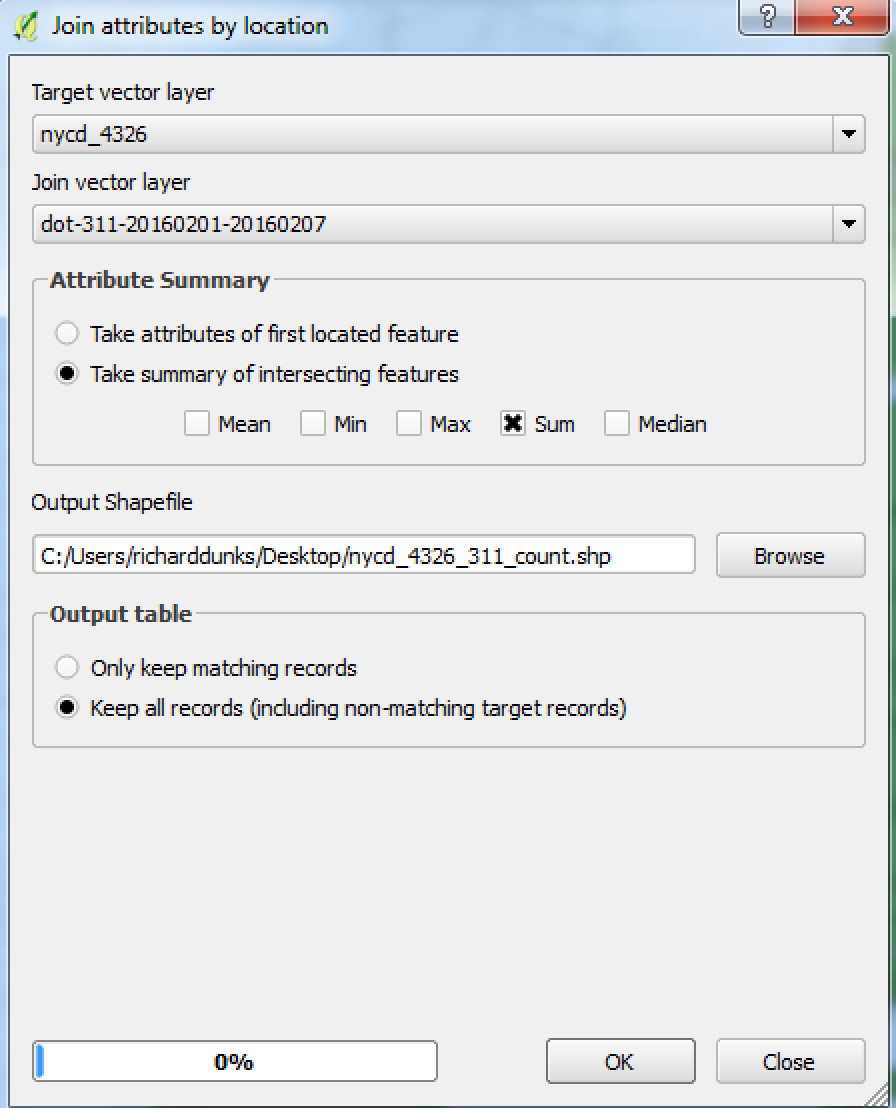 Join attributes by location
?
Target vector layer
nycd_4326
Join vector layer
dot-311-20160201-20160207
Attribute Summary
Take attributes of first located feature
Take summary of intersecting features
Mean Min Max Sum Median
Output Shapefile
C:/Users/richarddunks/Desktop/nycd_4326_311_count.shp Browse
Output table
Only keep matching records
Keep all records (including non-matching target records)
0% OK Close